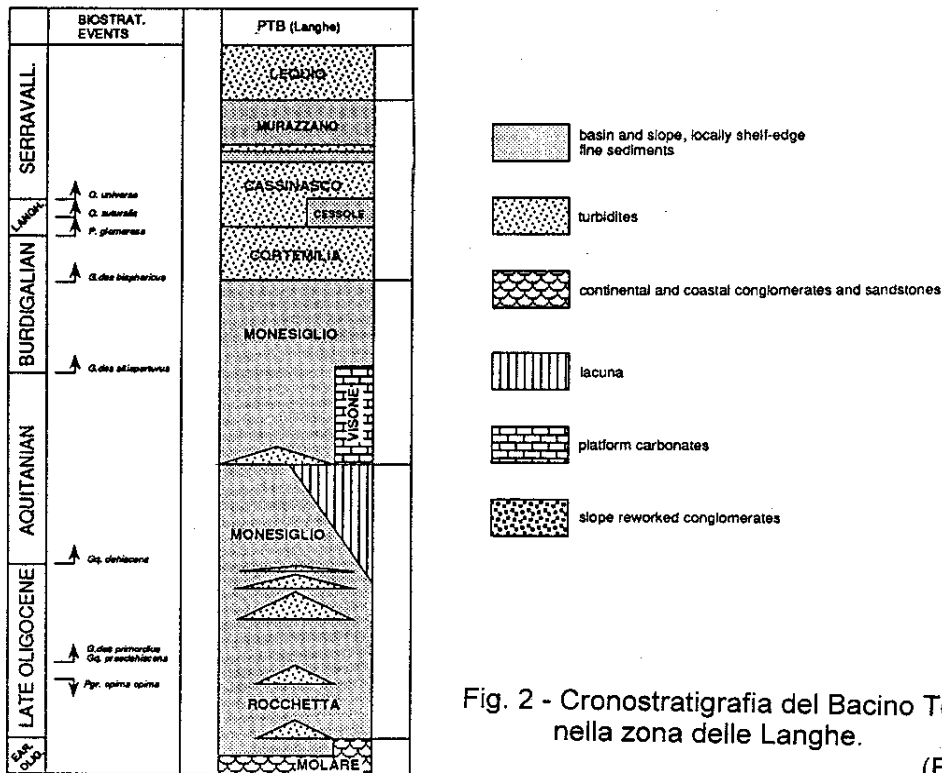 BIOSTRAT.
EVENTS
PTB (Langhe)
SERRAVALL.
LANGH.
BURDIGALIAN
AQUITANIAN
LATE OLIGOCENE
EAR.
OLIG.
O. universa
O. suturalis
P. glomerosa
G.des bisphericus
G.des altiaperturus
Gq. dehiscens
G.des primordius
Gq. praedehiscens
Pgr. opima opima
LEQUIO
MURAZZANO
CASSINASCO
CESSOLE
CORTEMILIA
MONESIGLIO
VISONE
MONESIGLIO
ROCCHETTA
MOLARE
basin and slope, locally shelf-edge
fine sediments
turbidites
continental and coastal conglomerates and sandstones
lacuna
platform carbonates
slope reworked conglomerates
Fig. 2 - Cronostratigrafia del Bacino
nella zona delle Langhe.